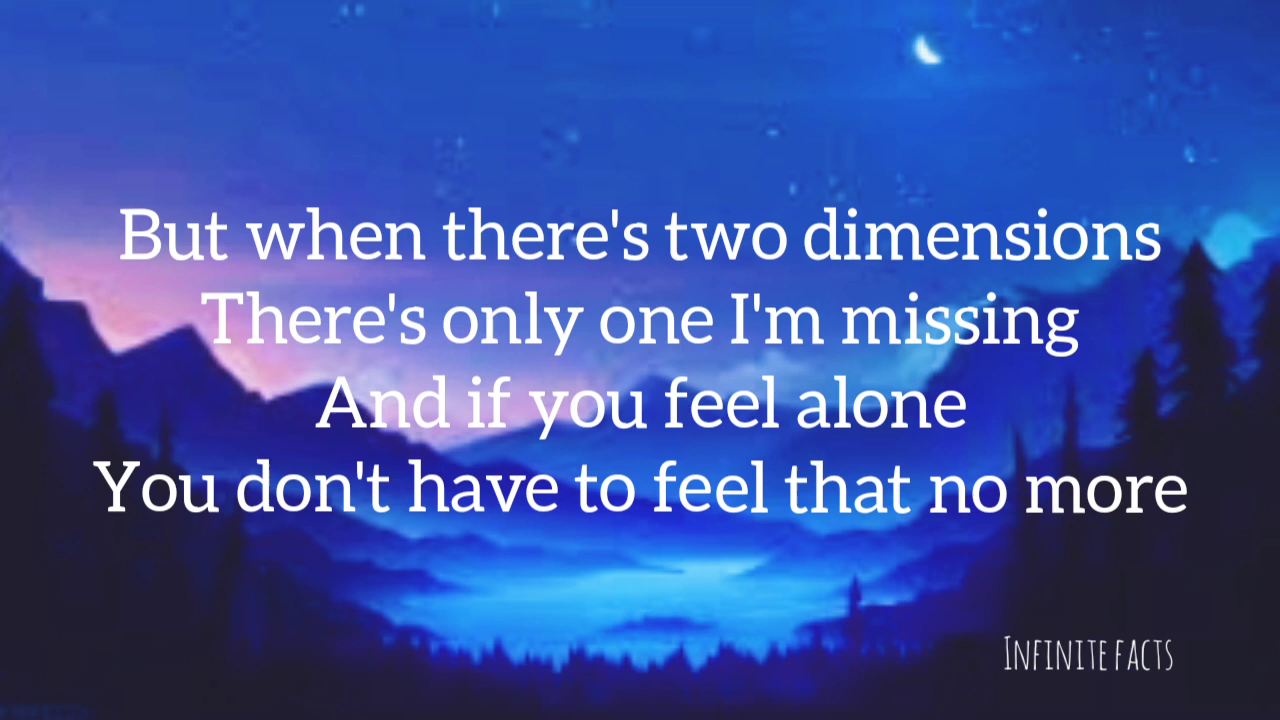 But when there's two dimensions
There's only one I'm missing
And if you feel alone
You don't have to feel that no more
Infinite facts